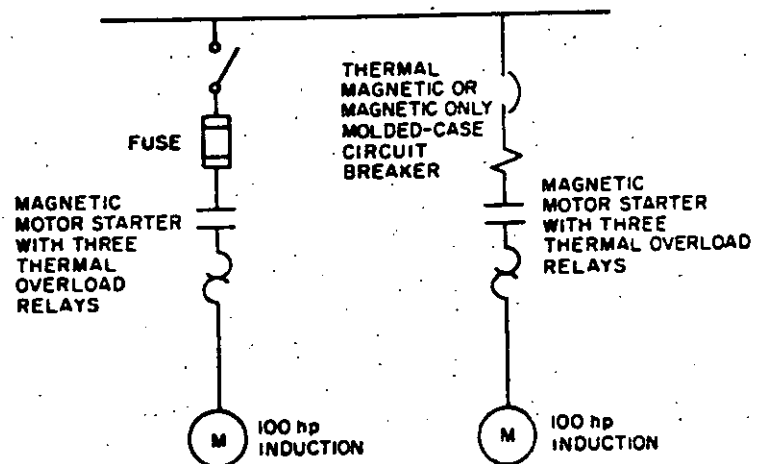 FUSE
MAGNETIC
MOTOR STARTER
WITH THREE
THERMAL
OVERLOAD
RELAYS
M
100 hp
INDUCTION
THERMAL
MAGNETIC OR
MAGNETIC ONLY
MOLDED-CASE
CIRCUIT
BREAKER
MAGNETIC
MOTOR STARTER
WITH THREE
THERMAL OVERLOAD
RELAYS
M
100 hp
INDUCTION